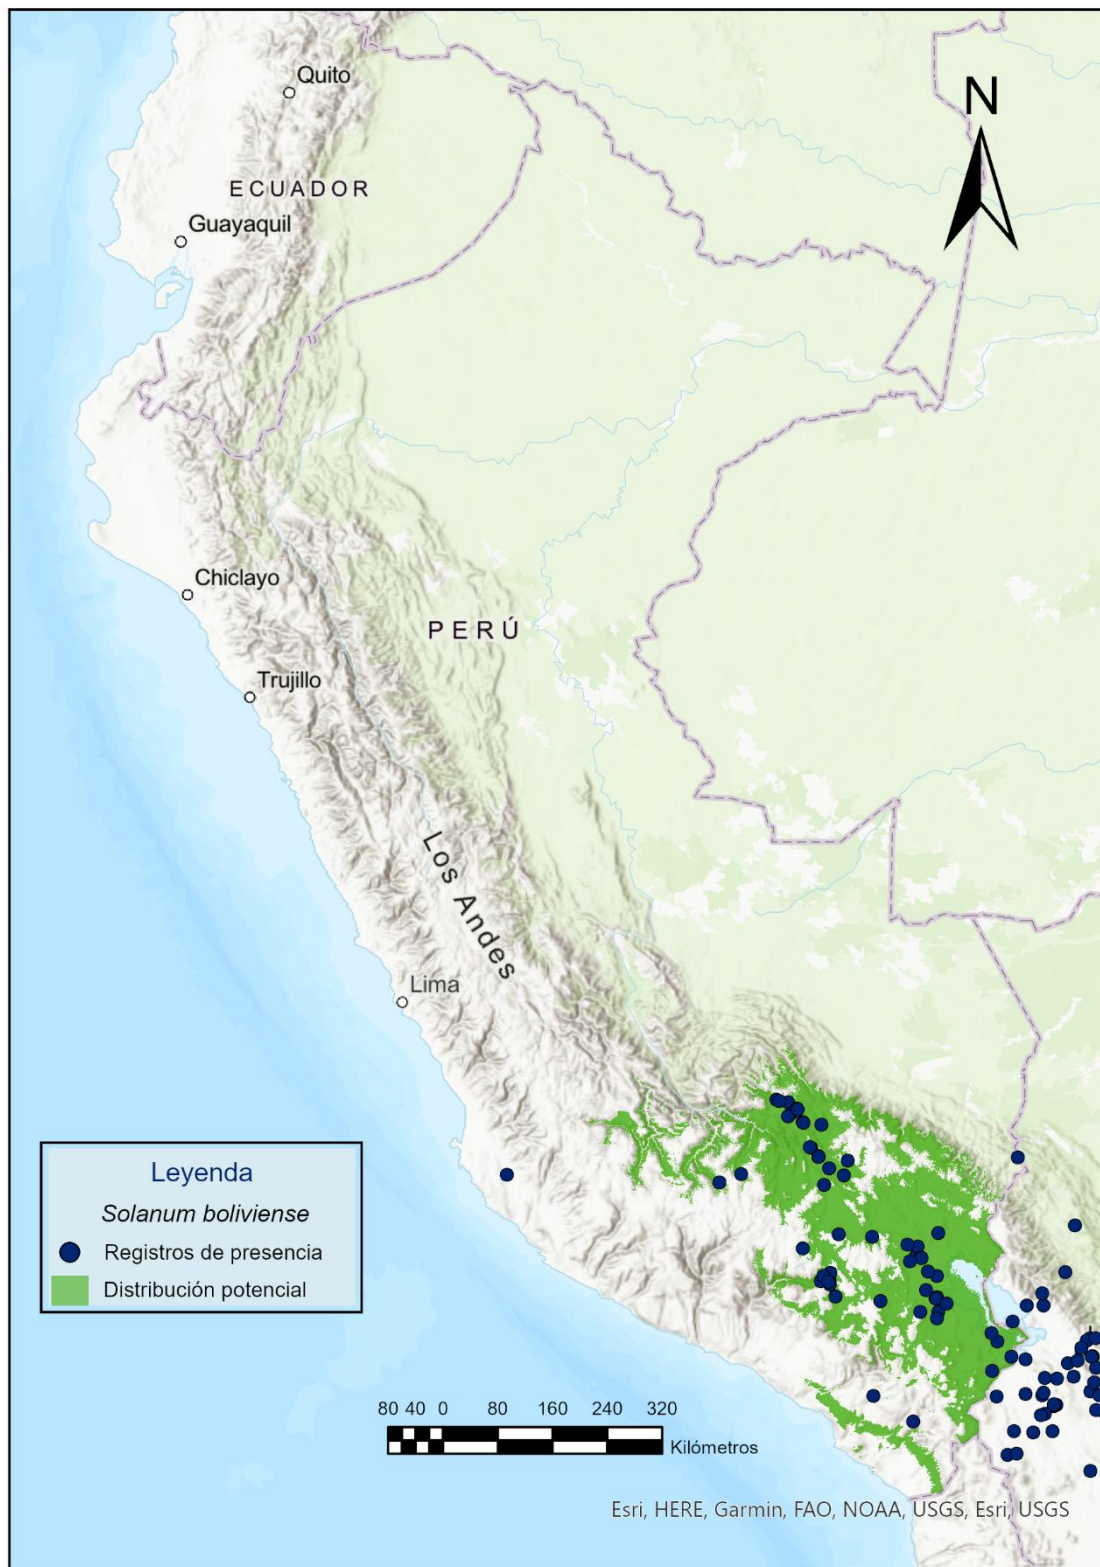 Quito
N
ECUADOR
Guayaquil
Chiclayo
PERÚ
Trujillo
Los Andes
Lima
Leyenda
Solanum boliviense
Registros de presencia
Distribución potencial
80 40 0 80 160 240 320
Kilómetros
Esri, HERE, Garmin, FAO, NOAA, USGS, Esri, USGS